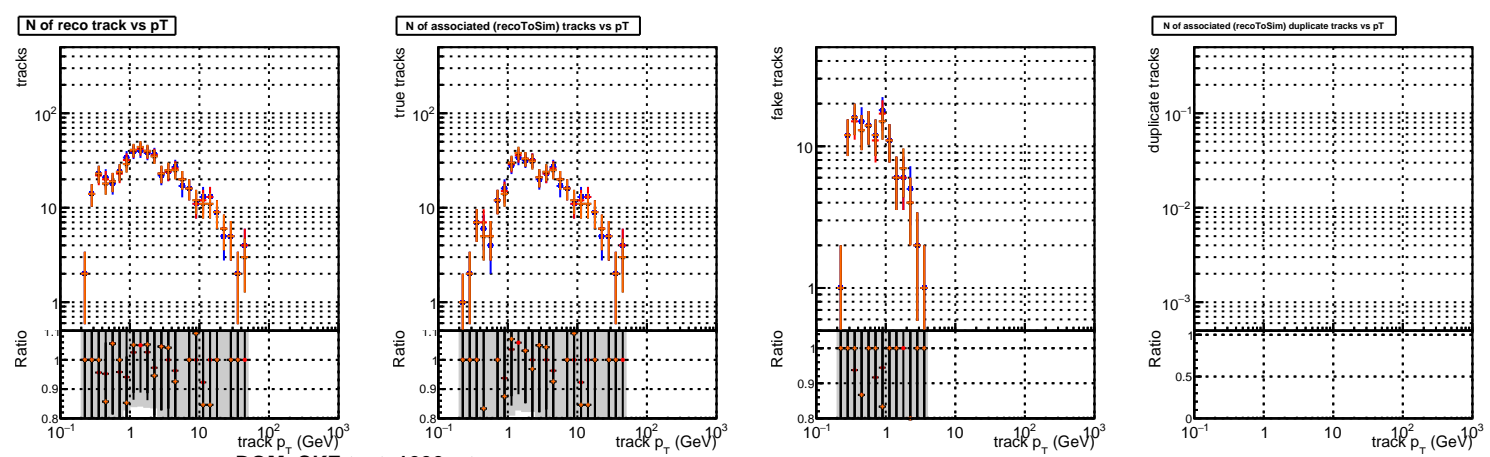 N of reco track vs pT
tracks
10²
10
1
Ratio
1.1
1
0.9
0.8
10⁻¹ 1 10 10² 10³
track p_T (GeV)
N of associated (recoToSim) tracks vs pT
true tracks
10²
10
1
Ratio
1.1
1
0.9
0.8
10⁻¹ 1 10 10² 10³
track p_T (GeV)
fake tracks
10
1
Ratio
1
0.9
0.8
10⁻¹ 1 10 10² 10³
track p_T (GeV)
N of associated (recoToSim) duplicate tracks vs pT
duplicate tracks
10⁻¹
10⁻²
10⁻³
Ratio
1
0.5
0
10⁻¹ 1 10 10² 10³
track p_T (GeV)